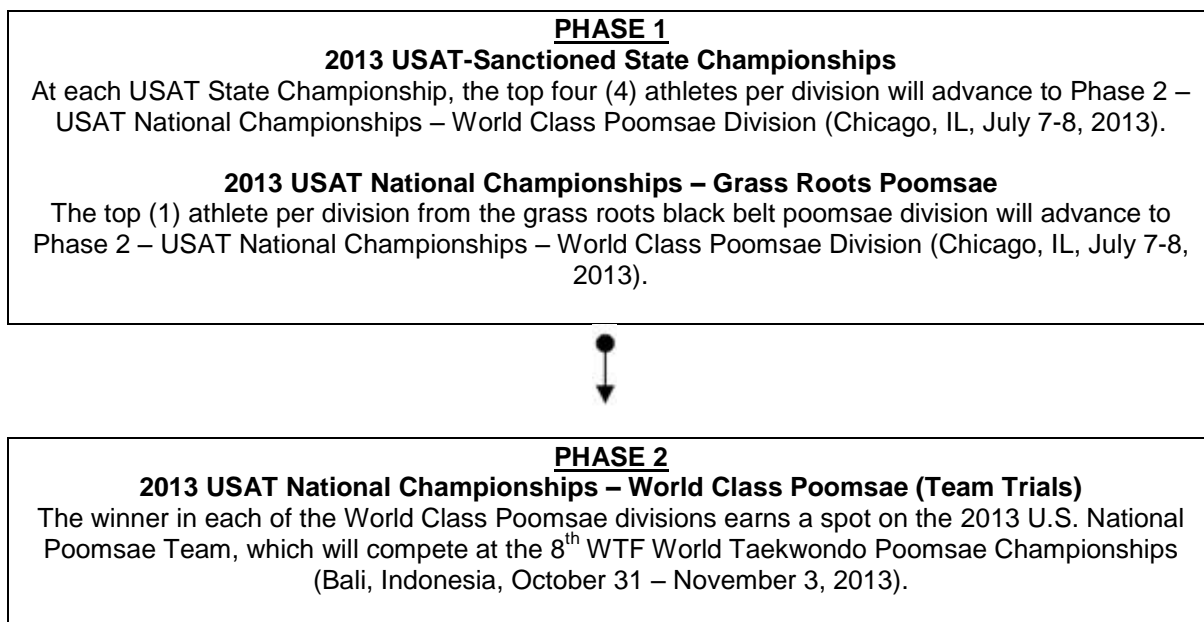 PHASE 1
2013 USAT-Sanctioned State Championships
At each USAT State Championship, the top four (4) athletes per division will advance to Phase 2 –
USAT National Championships – World Class Poomsae Division (Chicago, IL, July 7-8, 2013).
2013 USAT National Championships – Grass Roots Poomsae
The top (1) athlete per division from the grass roots black belt poomsae division will advance to
Phase 2 – USAT National Championships – World Class Poomsae Division (Chicago, IL, July 7-8,
2013).
PHASE 2
2013 USAT National Championships – World Class Poomsae (Team Trials)
The winner in each of the World Class Poomsae divisions earns a spot on the 2013 U.S. National
Poomsae Team, which will compete at the 8th WTF World Taekwondo Poomsae Championships
(Bali, Indonesia, October 31 – November 3, 2013).